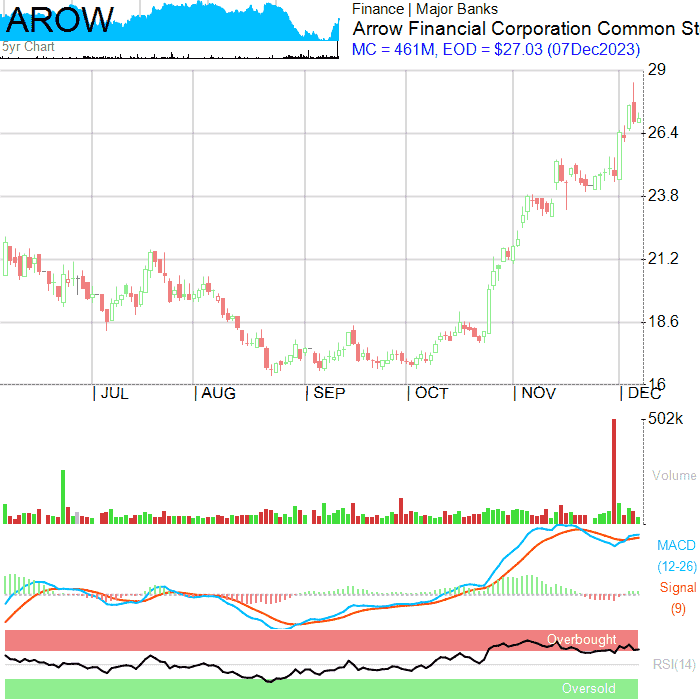 AROW
5yr Chart
Finance | Major Banks
Arrow Financial Corporation Common St
MC = 461M, EOD = $27.03 (07Dec2023)
29
26.4
23.8
21.2
18.6
16
| JUL | AUG | SEP | OCT | NOV | DEC
502k
Volume
MACD
(12-26)
Signal
(9)
Overbought
RSI(14)
Oversold